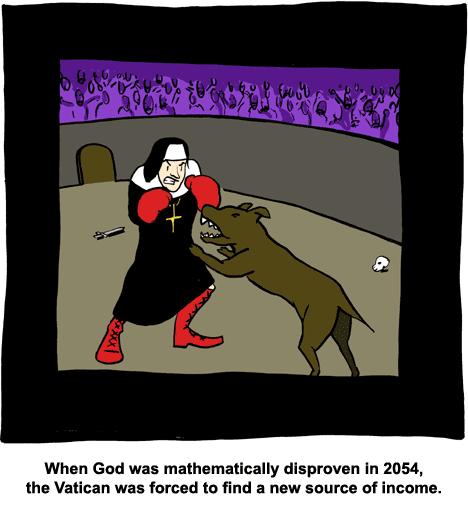 When God was mathematically disproven in 2054,
the Vatican was forced to find a new source of income.